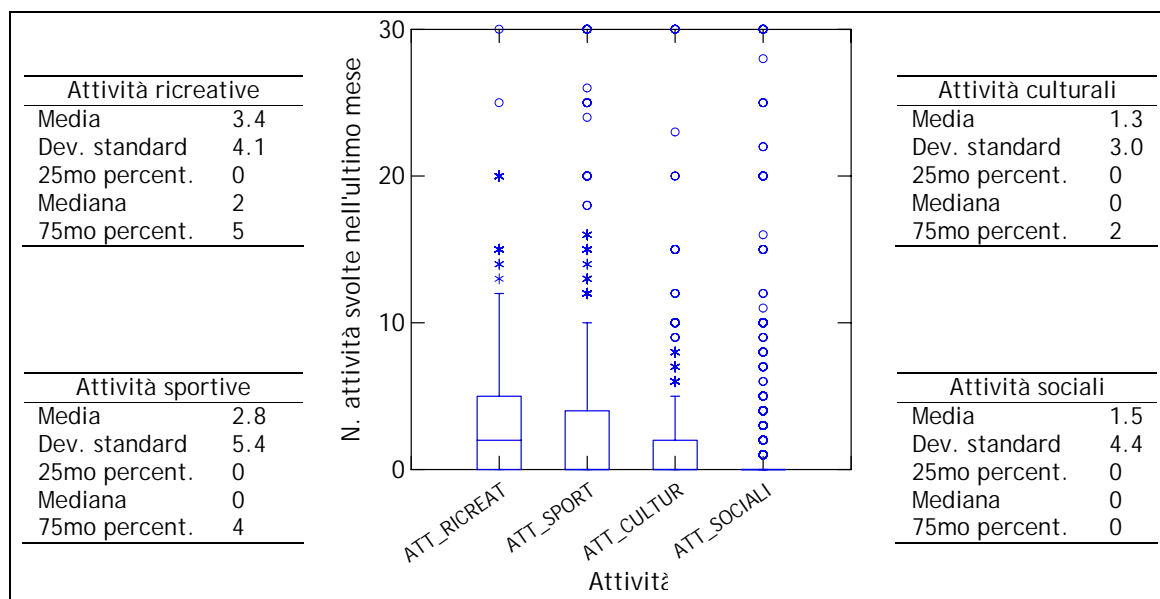 Attività ricreative
Media 3.4
Dev. standard 4.1
25mo percent. 0
Mediana 2
75mo percent. 5
Attività sportive
Media 2.8
Dev. standard 5.4
25mo percent. 0
Mediana 0
75mo percent. 4
N. attività svolte nell'ultimo mese
30
20
10
0
ATT_RICREAT
ATT_SPORT
ATT_CULTUR
ATT_SOCIALI
Attività
Attività culturali
Media 1.3
Dev. standard 3.0
25mo percent. 0
Mediana 0
75mo percent. 2
Attività sociali
Media 1.5
Dev. standard 4.4
25mo percent. 0
Mediana 0
75mo percent. 0